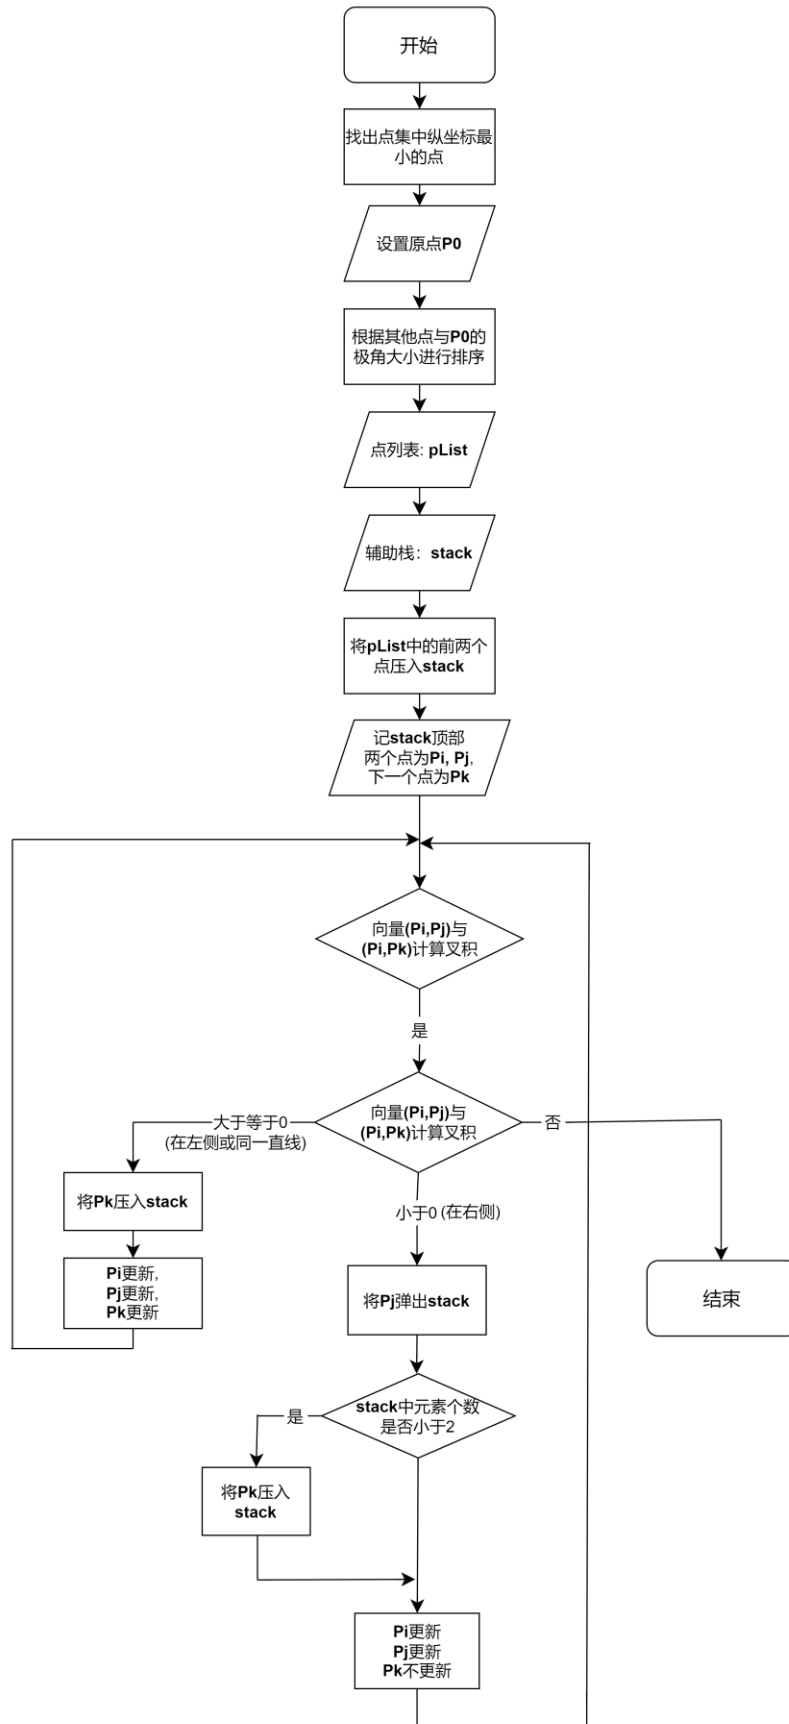 开始
找出点集中纵坐标最
小的点
设置原点P0
根据其他点与P0的
极角大小进行排序
点列表: pList
辅助栈：stack
将pList中的前两个
点压入stack
记stack顶部
两个点为Pi, Pj,
下一个点为Pk
向量(Pi,Pj)与
(Pi,Pk)计算叉积
是
向量(Pi,Pj)与
(Pi,Pk)计算叉积
否
大于等于0
(在左侧或同一直线)
将Pk压入stack
小于0 (在右侧)
Pi更新,
Pj更新,
Pk更新
将Pj弹出stack
结束
stack中元素个数
是否小于2
是
将Pk压入
stack
Pi更新
Pj更新
Pk不更新